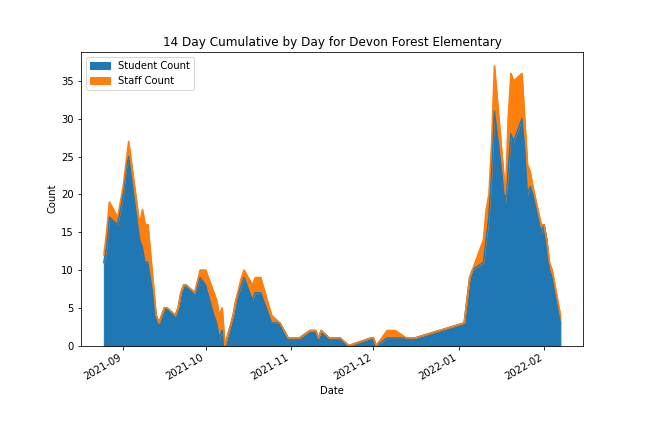 14 Day Cumulative by Day for Devon Forest Elementary
Student Count
Staff Count
35
30
25
20
15
10
5
0
Count
2021-09
2021-10
2021-11
2021-12
2022-01
2022-02
Date